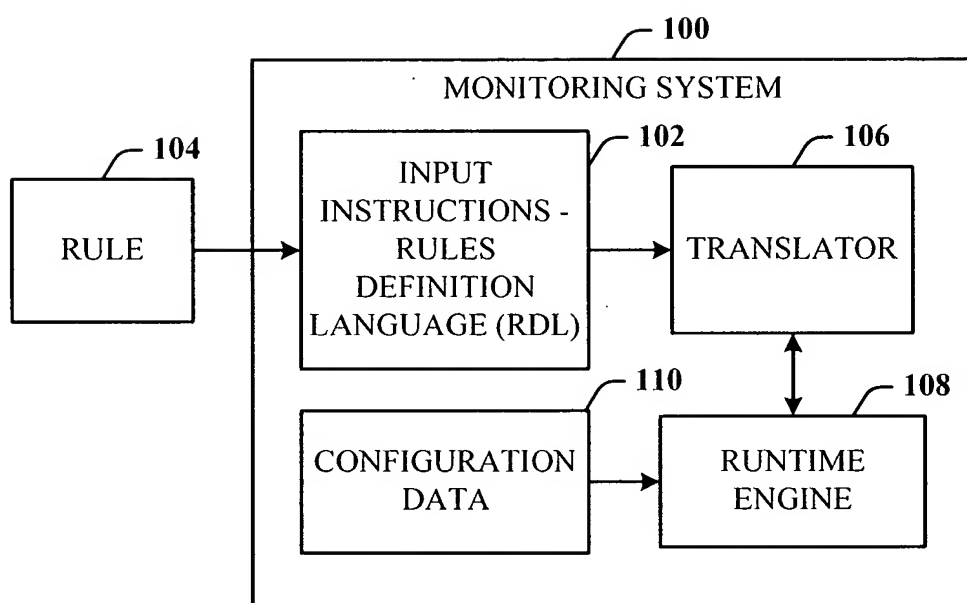 100
MONITORING SYSTEM
104
RULE
102
INPUT
INSTRUCTIONS -
RULES
DEFINITION
LANGUAGE (RDL)
106
TRANSLATOR
110
CONFIGURATION
DATA
108
RUNTIME
ENGINE